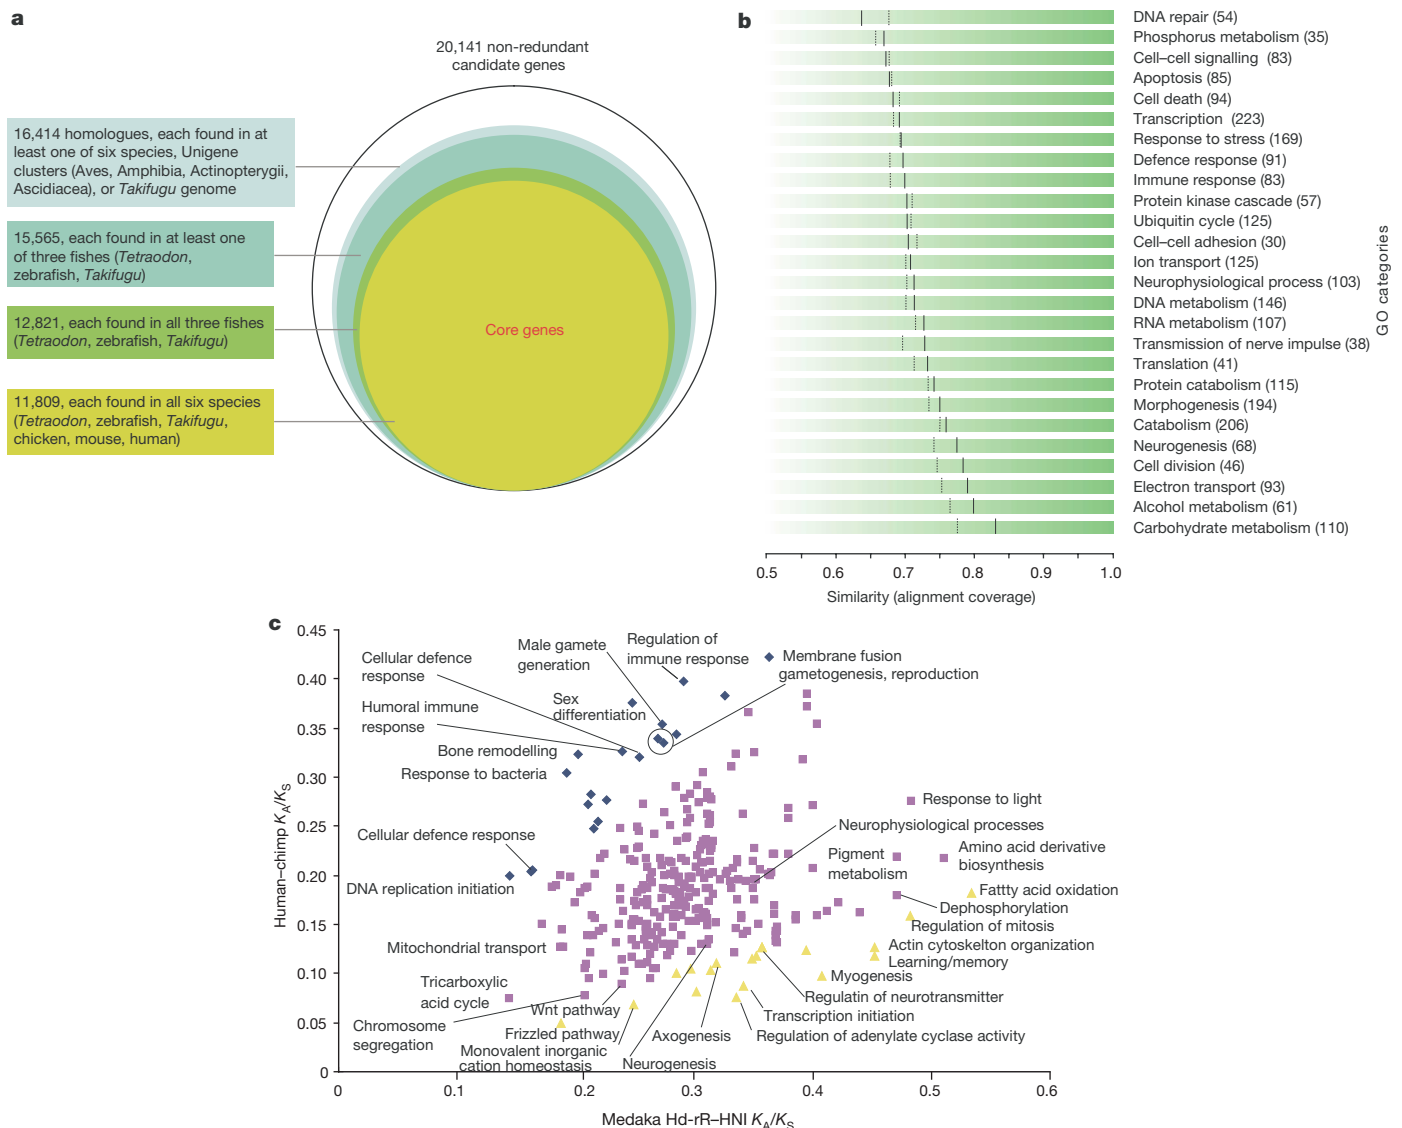 a
20,141 non-redundant
candidate genes
16,414 homologues, each found in at
least one of six species, Unigene
clusters (Aves, Amphibia, Actinopterygii,
Ascidiacea), or Takifugu genome
15,565, each found in at least one
of three fishes (Tetraodon,
zebrafish, Takifugu)
12,821, each found in all three fishes
(Tetraodon, zebrafish, Takifugu)
11,809, each found in all six species
(Tetraodon, zebrafish, Takifugu,
chicken, mouse, human)
Core genes
b
DNA repair (54)
Phosphorus metabolism (35)
Cell–cell signalling (83)
Apoptosis (85)
Cell death (94)
Transcription (223)
Response to stress (169)
Defence response (91)
Immune response (83)
Protein kinase cascade (57)
Ubiquitin cycle (125)
Cell–cell adhesion (30)
Ion transport (125)
Neurophysiological process (103)
DNA metabolism (146)
RNA metabolism (107)
Transmission of nerve impulse (38)
Translation (41)
Protein catabolism (115)
Morphogenesis (194)
Catabolism (206)
Neurogenesis (68)
Cell division (46)
Electron transport (93)
Alcohol metabolism (61)
Carbohydrate metabolism (110)
GO categories
0.5 0.6 0.7 0.8 0.9 1.0
Similarity (alignment coverage)
c
Human–chimp KA/KS
0.45
0.40
0.35
0.30
0.25
0.20
0.15
0.10
0.05
0
Cellular defence
response
Male gamete
generation
Regulation of
immune response
Membrane fusion
gametogenesis, reproduction
Humoral immune
response
Sex
differentiation
Bone remodelling
Response to bacteria
Response to light
Neurophysiological processes
Cellular defence response
Pigment
metabolism
Amino acid derivative
biosynthesis
DNA replication initiation
Fattty acid oxidation
Dephosphorylation
Regulation of mitosis
Mitochondrial transport
Actin cytoskelton organization
Learning/memory
Myogenesis
Tricarboxylic
acid cycle
Regulatin of neurotransmitter
Wnt pathway
Transcription initiation
Chromosome
segregation
Frizzled pathway
Axogenesis
Regulation of adenylate cyclase activity
Monovalent inorganic
cation homeostasis
Neurogenesis
0 0.1 0.2 0.3 0.4 0.5 0.6
Medaka Hd-rR–HNI KA/KS